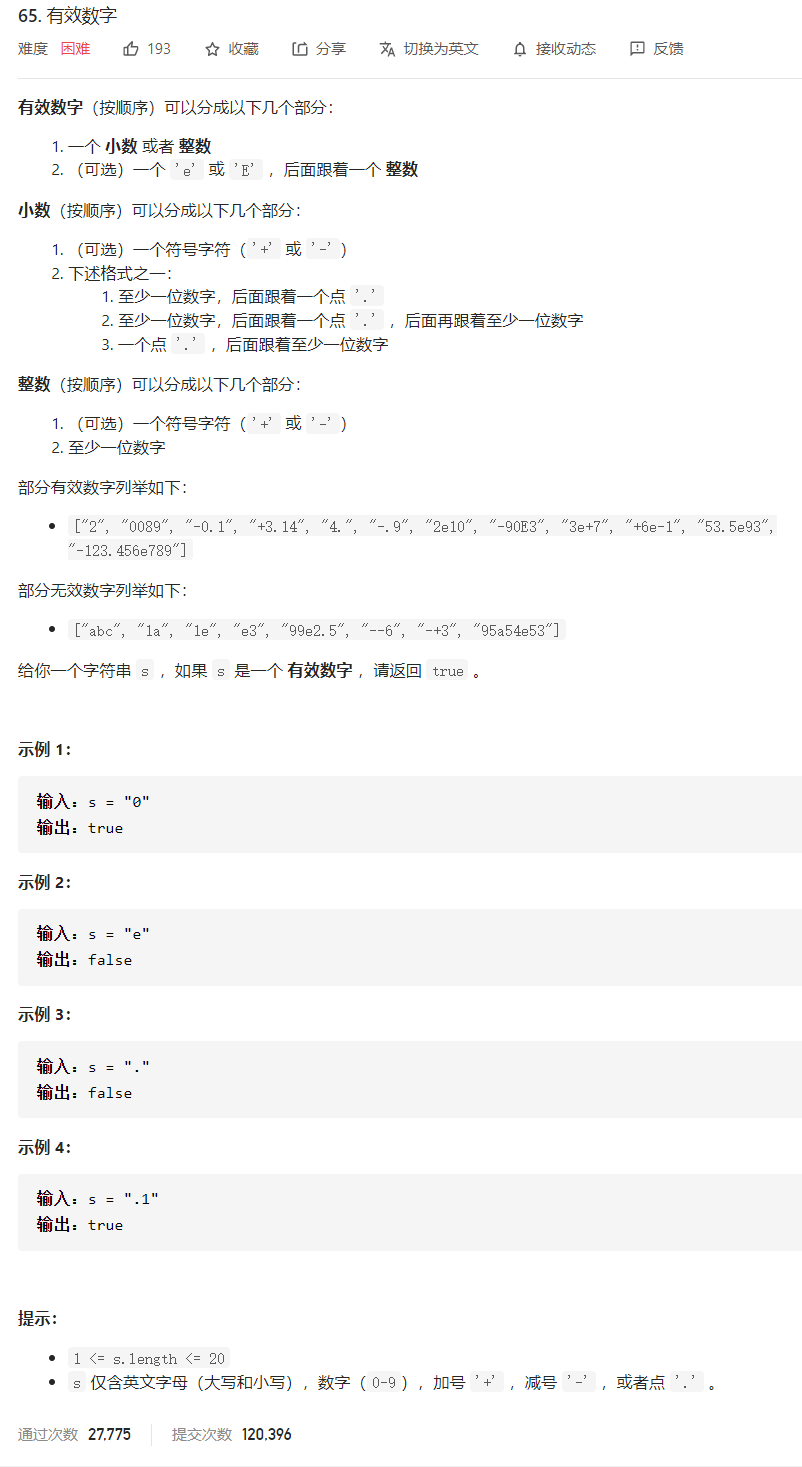 65. 有效数字
难度 困难 193 收藏 分享 切换为英文 接收动态 反馈
有效数字（按顺序）可以分成以下几个部分：
1. 一个 小数 或者 整数
2. （可选）一个 'e' 或 'E' ，后面跟着一个 整数
小数（按顺序）可以分成以下几个部分：
1. （可选）一个符号字符（'+' 或 '-'）
2. 下述格式之一：
1. 至少一位数字，后面跟着一个点 '.'
2. 至少一位数字，后面跟着一个点 '.' ，后面再跟着至少一位数字
3. 一个点 '.' ，后面跟着至少一位数字
整数（按顺序）可以分成以下几个部分：
1. （可选）一个符号字符（'+' 或 '-'）
2. 至少一位数字
部分有效数字列举如下：
• ["2", "0089", "-0.1", "+3.14", "4.", "-.9", "2e10", "-90E3", "3e+7", "+6e-1", "53.5e93",
"-123.456e789"]
部分无效数字列举如下：
• ["abc", "1a", "1e", "e3", "99e2.5", "--6", "-+3", "95a54e53"]
给你一个字符串 s ，如果 s 是一个 有效数字 ，请返回 true 。
示例 1：
输入：s = "0"
输出：true
示例 2：
输入：s = "e"
输出：false
示例 3：
输入：s = "."
输出：false
示例 4：
输入：s = ".1"
输出：true
提示：
• 1 <= s.length <= 20
• s 仅含英文字母（大写和小写），数字（0-9），加号 '+' ，减号 '-' ，或者点 '.' 。
通过次数 27,775 提交次数 120,396